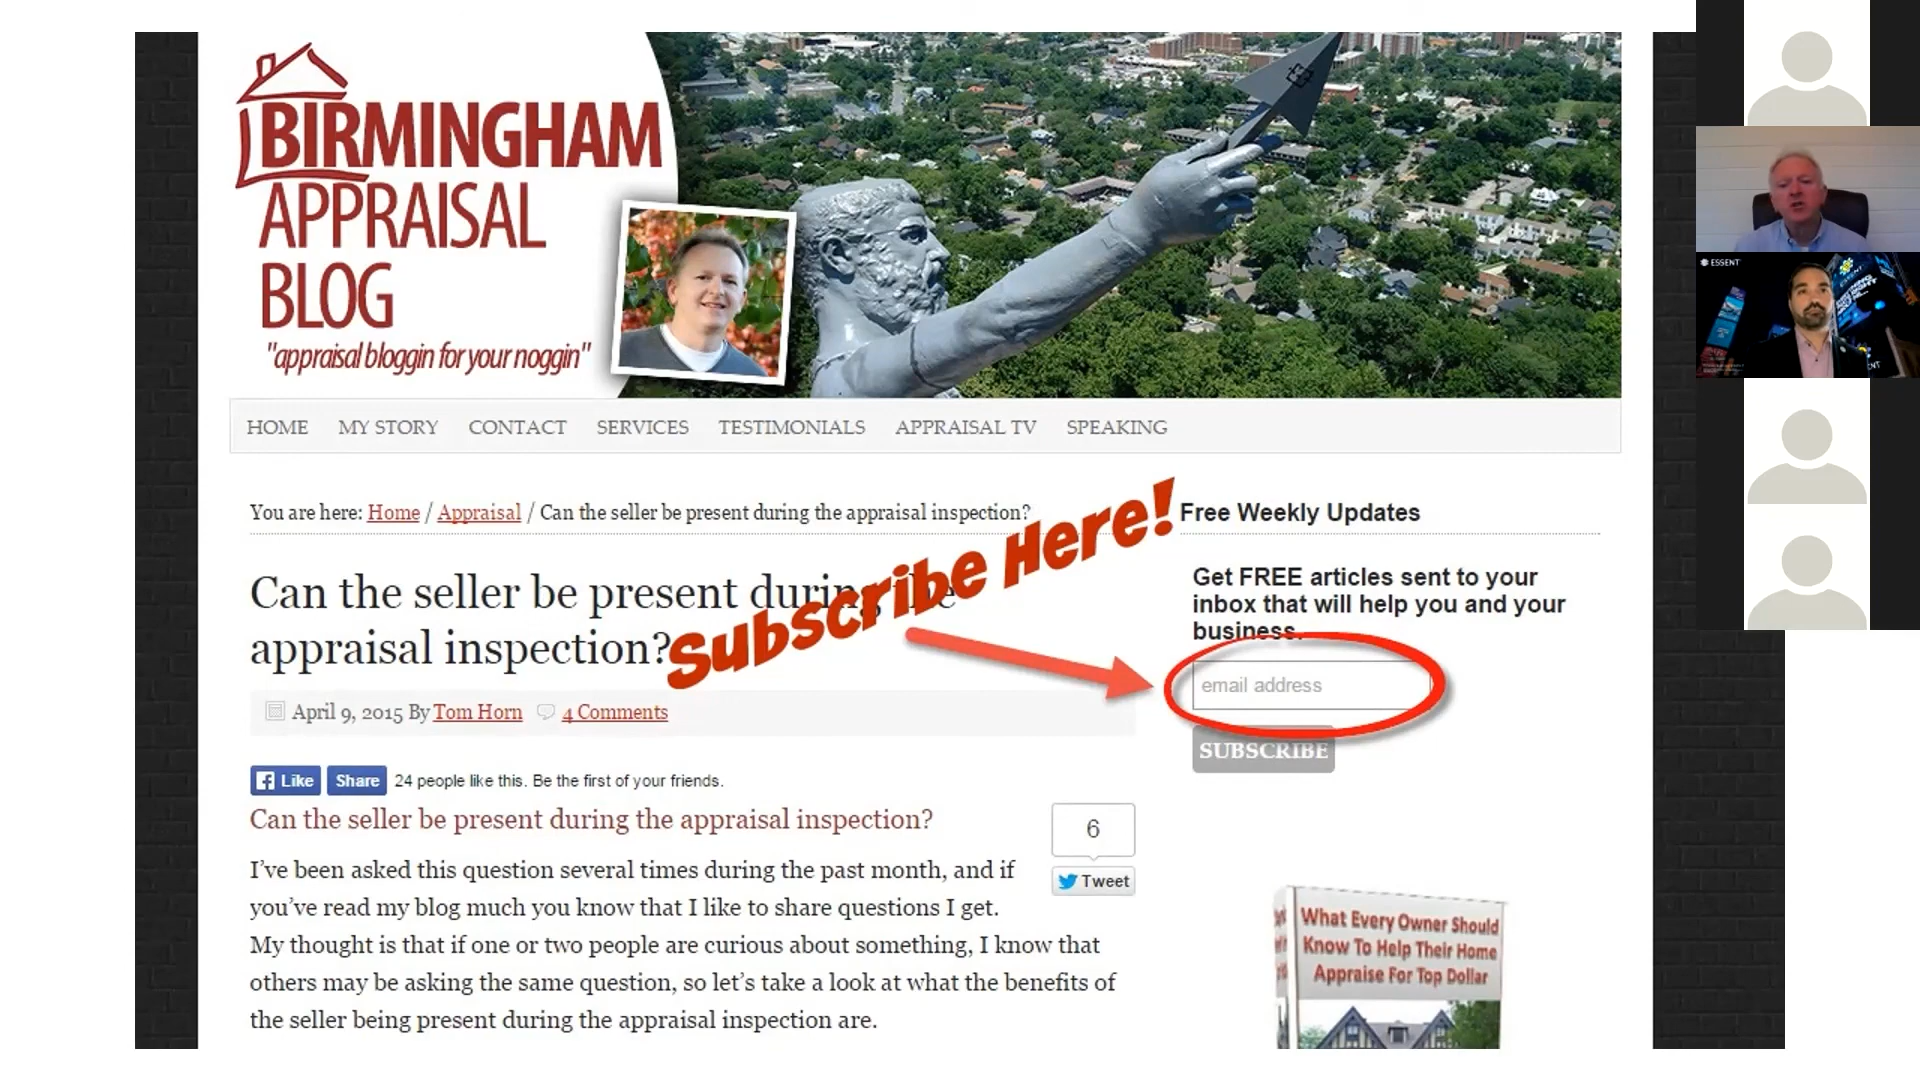 BIRMINGHAM
APPRAISAL
BLOG
"appraisal bloggin for your noggin"
HOME MY STORY CONTACT SERVICES TESTIMONIALS APPRAISAL TV SPEAKING
You are here: Home / Appraisal / Can the seller be present during the appraisal inspection?
Can the seller be present during the
appraisal inspection?
Subscribe Here!
April 9, 2015 By Tom Horn 4 Comments
Like Share 24 people like this. Be the first of your friends.
Can the seller be present during the appraisal inspection?
6
Tweet
I've been asked this question several times during the past month, and if
you've read my blog much you know that I like to share questions I get.
My thought is that if one or two people are curious about something, I know that
others may be asking the same question, so let's take a look at what the benefits of
the seller being present during the appraisal inspection are.
Free Weekly Updates
Get FREE articles sent to your
inbox that will help you and your
business.
email address
SUBSCRIBE
What Every Owner Should
Know To Help Their Home
Appraise For Top Dollar
ESSENT